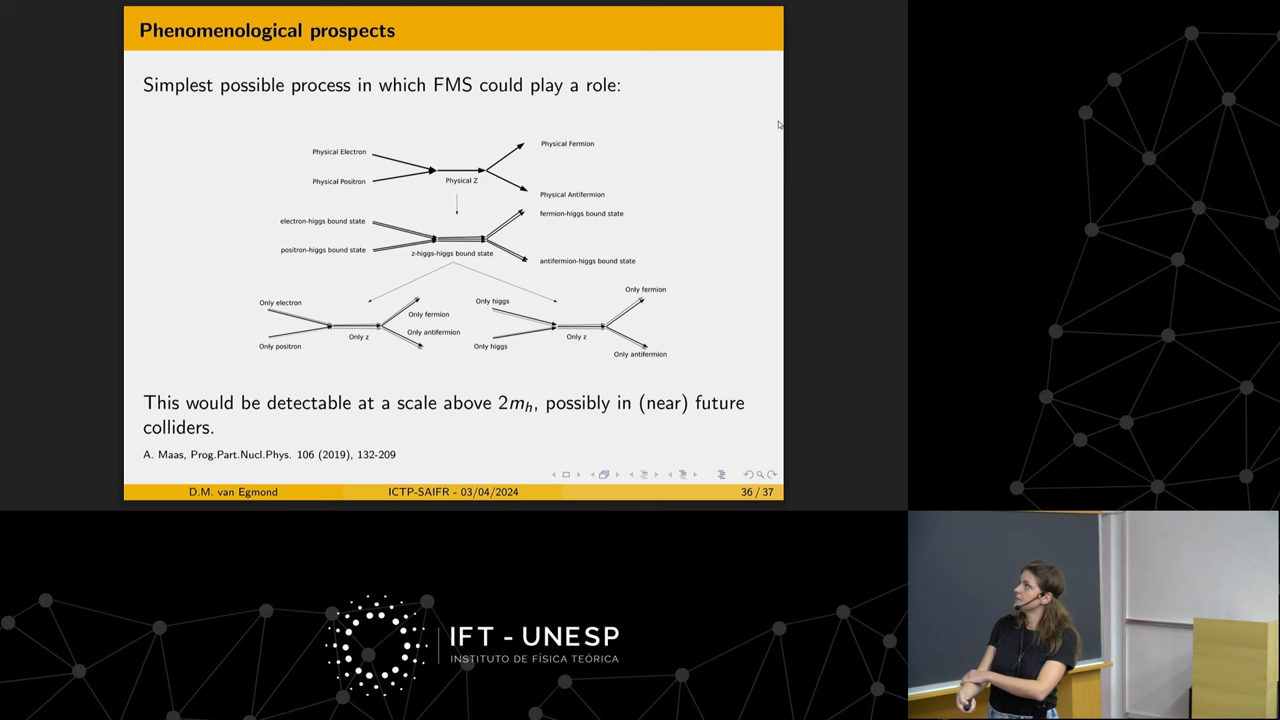 Phenomenological prospects
Simplest possible process in which FMS could play a role:
Physical Electron
Physical Positron
Physical Z
Physical Fermion
Physical Antifermion
electron-higgs bound state
positron-higgs bound state
z-higgs-higgs bound state
fermion-higgs bound state
antifermion-higgs bound state
Only electron
Only positron
Only z
Only fermion
Only antifermion
Only higgs
Only higgs
Only z
Only fermion
Only antifermion
This would be detectable at a scale above 2mₕ, possibly in (near) future
colliders.
A. Maas, Prog.Part.Nucl.Phys. 106 (2019), 132-209
D.M. van Egmond ICTP-SAIFR - 03/04/2024 36 / 37
IFT - UNESP
INSTITUTO DE FÍSICA TEÓRICA